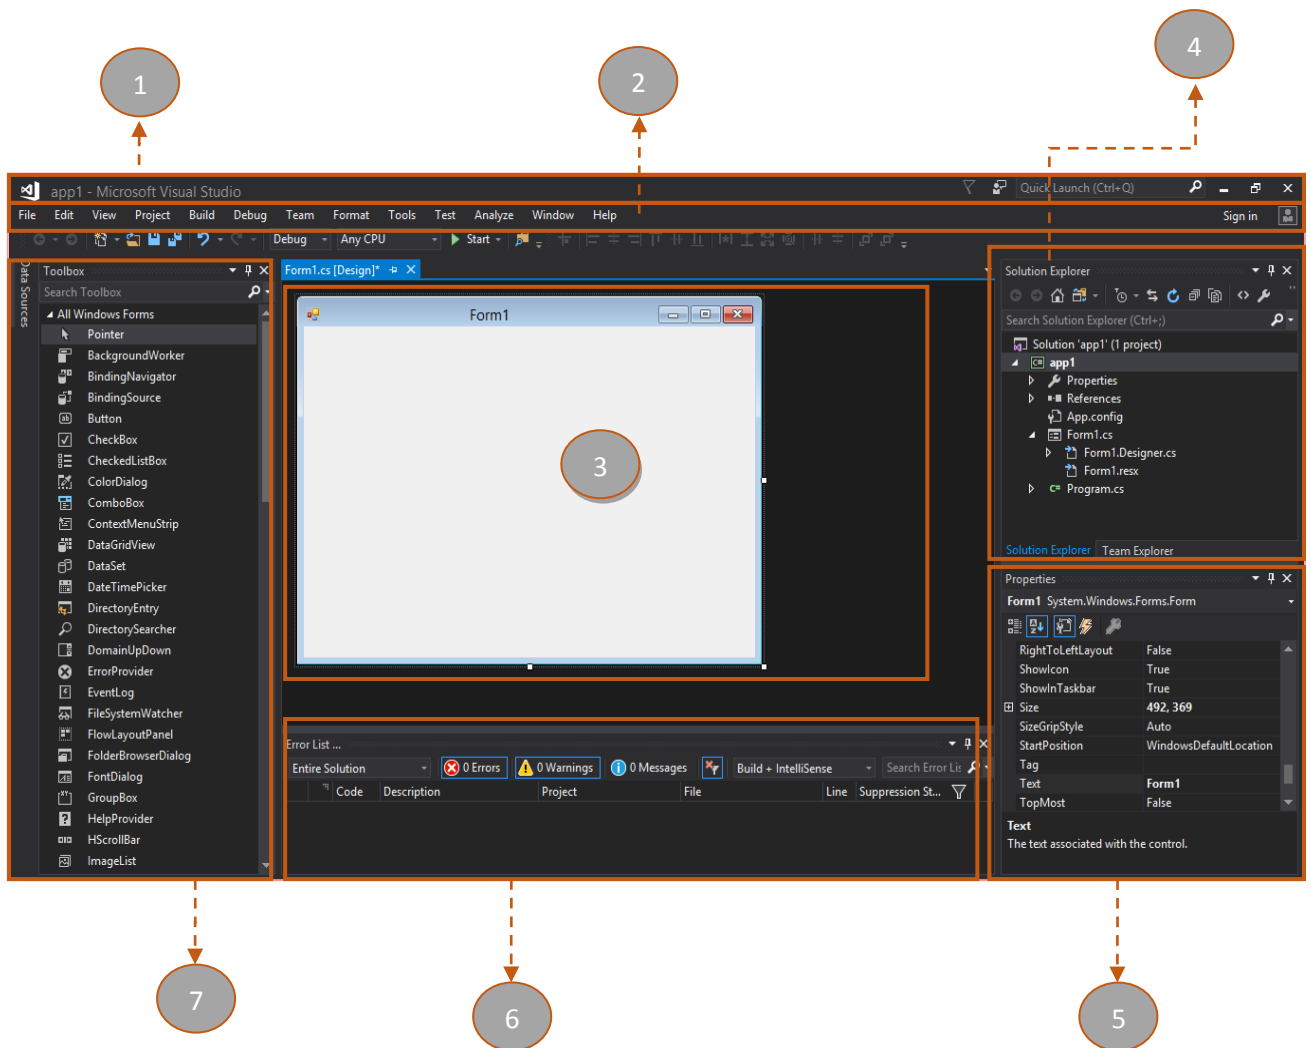 1
2
4
app1 - Microsoft Visual Studio
Quick Launch (Ctrl+Q)
File Edit View Project Build Debug Team Format Tools Test Analyze Window Help
Sign in
Debug Any CPU Start
Data Sources
Toolbox
Search Toolbox
All Windows Forms
Pointer
BackgroundWorker
BindingNavigator
BindingSource
Button
CheckBox
CheckedListBox
ColorDialog
ComboBox
ContextMenuStrip
DataGridView
DataSet
DateTimePicker
DirectoryEntry
DirectorySearcher
DomainUpDown
ErrorProvider
EventLog
FileSystemWatcher
FlowLayoutPanel
FolderBrowserDialog
FontDialog
GroupBox
HelpProvider
HScrollBar
ImageList
Form1.cs [Design]*
Form1
3
Error List ...
Entire Solution 0 Errors 0 Warnings 0 Messages Build + IntelliSense Search Error Lis
Code Description Project File Line Suppression St...
Solution Explorer
Search Solution Explorer (Ctrl+;)
Solution 'app1' (1 project)
C# app1
Properties
References
App.config
Form1.cs
Form1.Designer.cs
Form1.resx
C# Program.cs
Solution Explorer Team Explorer
Properties
Form1 System.Windows.Forms.Form
RightToLeftLayout False
ShowIcon True
ShowInTaskbar True
Size 492, 369
SizeGripStyle Auto
StartPosition WindowsDefaultLocation
Tag
Text Form1
TopMost False
Text
The text associated with the control.
7
6
5